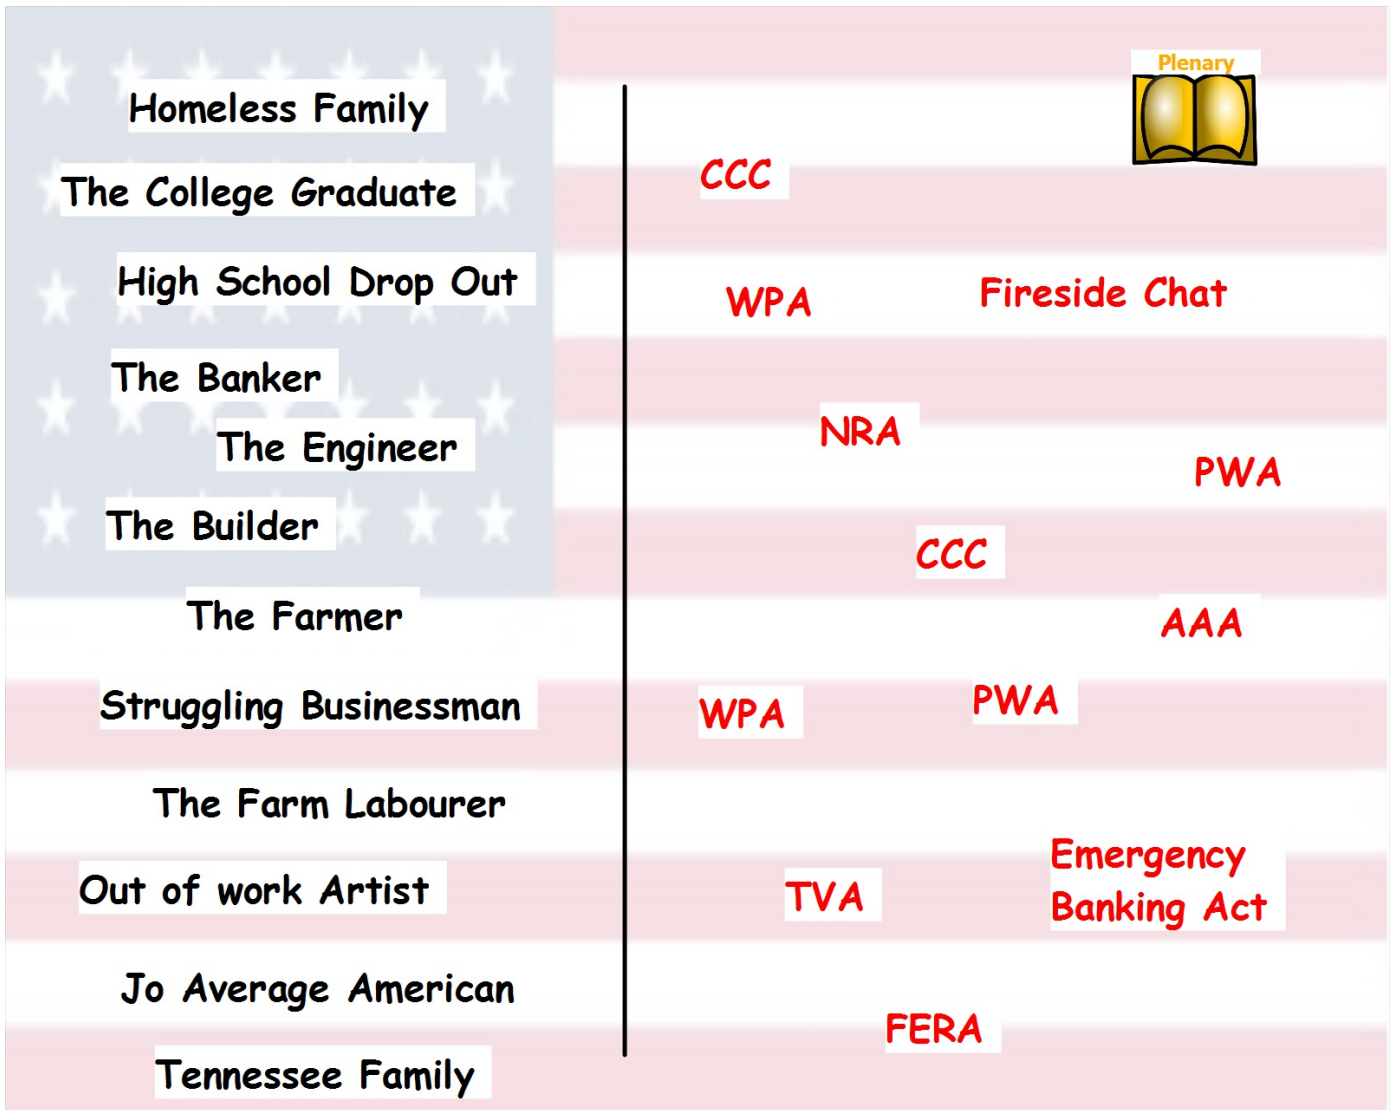 Plenary
Homeless Family
The College Graduate
High School Drop Out
The Banker
The Engineer
The Builder
The Farmer
Struggling Businessman
The Farm Labourer
Out of work Artist
Jo Average American
Tennessee Family
CCC
WPA
Fireside Chat
NRA
PWA
CCC
AAA
WPA
PWA
Emergency
Banking Act
TVA
FERA